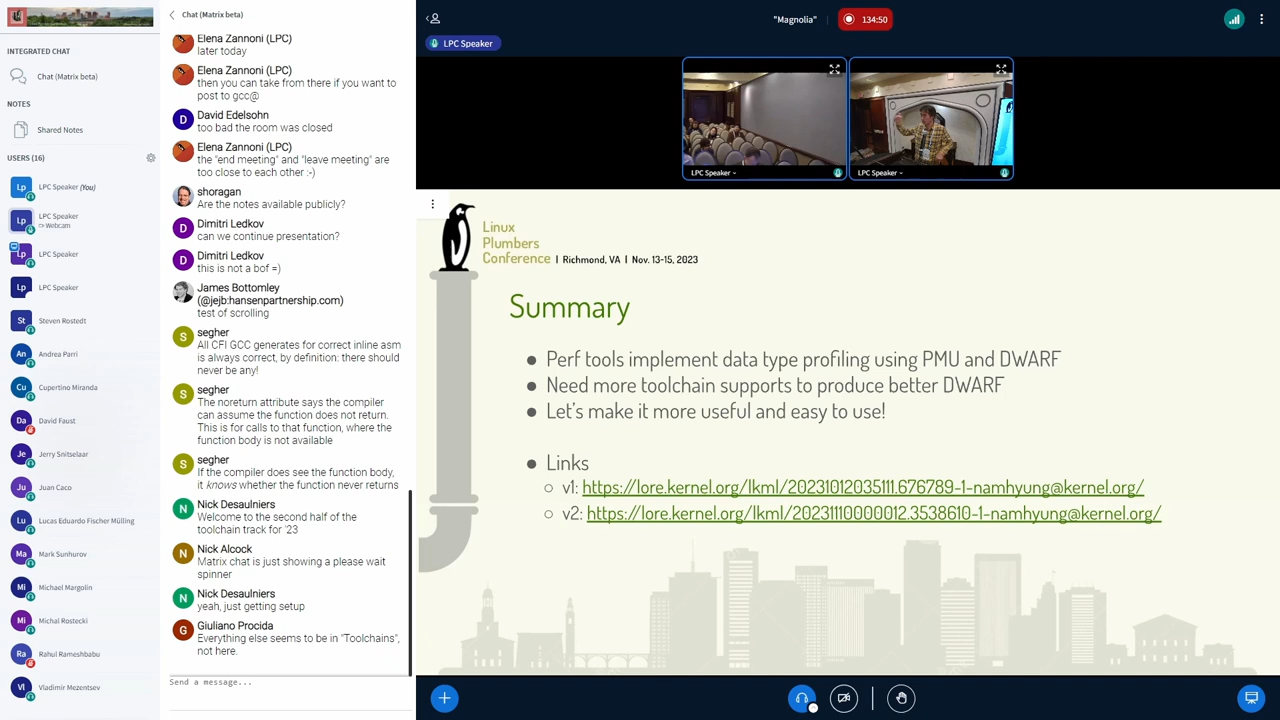 INTEGRATED CHAT
Chat (Matrix beta)
NOTES
Shared Notes
USERS (16)
Lp
LPC Speaker (You)
Lp
LPC Speaker
Webcam
Lp
LPC Speaker
Lp
LPC Speaker
Steven Rostedt
An
Andrea Parri
Cu
Cupertino Miranda
Da
David Faust
Je
Jerry Snitselaar
Ju
Juan Caco
Lu
Lucas Eduardo Fischer Mülling
Ma
Mark Sunhurov
Mi
Michael Margolin
Mi
Michal Rostecki
Ra
Rahul Rameshbabu
Vl
Vladimir Mezentsev
Chat (Matrix beta)
Elena Zannoni (LPC)
later today
Elena Zannoni (LPC)
then you can take from there if you want to
post to gcc@
D
David Edelsohn
too bad the room was closed
Elena Zannoni (LPC)
the "end meeting" and "leave meeting" are
too close to each other :-)
shoragan
Are the notes available publicly?
D
Dimitri Ledkov
can we continue presentation?
D
Dimitri Ledkov
this is not a bof =)
James Bottomley
(@jejb:hansenpartnership.com)
test of scrolling
S
segher
All CFI GCC generates for correct inline asm
is always correct, by definition: there should
never be any!
S
segher
The noreturn attribute says the compiler
can assume the function does not return.
This is for calls to that function, where the
function body is not available
S
segher
If the compiler does see the function body,
it knows whether the function never returns
N
Nick Desaulniers
Welcome to the second half of the
toolchain track for '23
N
Nick Alcock
Matrix chat is just showing a please wait
spinner
N
Nick Desaulniers
yeah, just getting setup
G
Giuliano Procida
Everything else seems to be in "Toolchains",
not here.
Send a message...
"Magnolia"
134:50
LPC Speaker
LPC Speaker
LPC Speaker
Linux
Plumbers
Conference | Richmond, VA | Nov. 13-15, 2023
Summary
● Perf tools implement data type profiling using PMU and DWARF
● Need more toolchain supports to produce better DWARF
● Let's make it more useful and easy to use!
● Links
○ v1: https://lore.kernel.org/lkml/20231012035111.676789-1-namhyung@kernel.org/
○ v2: https://lore.kernel.org/lkml/20231110000012.3538610-1-namhyung@kernel.org/